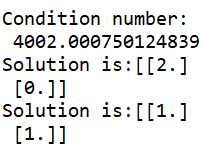 Condition number:
4002.000750124839
Solution is:[[2.]
[0.]]
Solution is:[[1.]
[1.]]